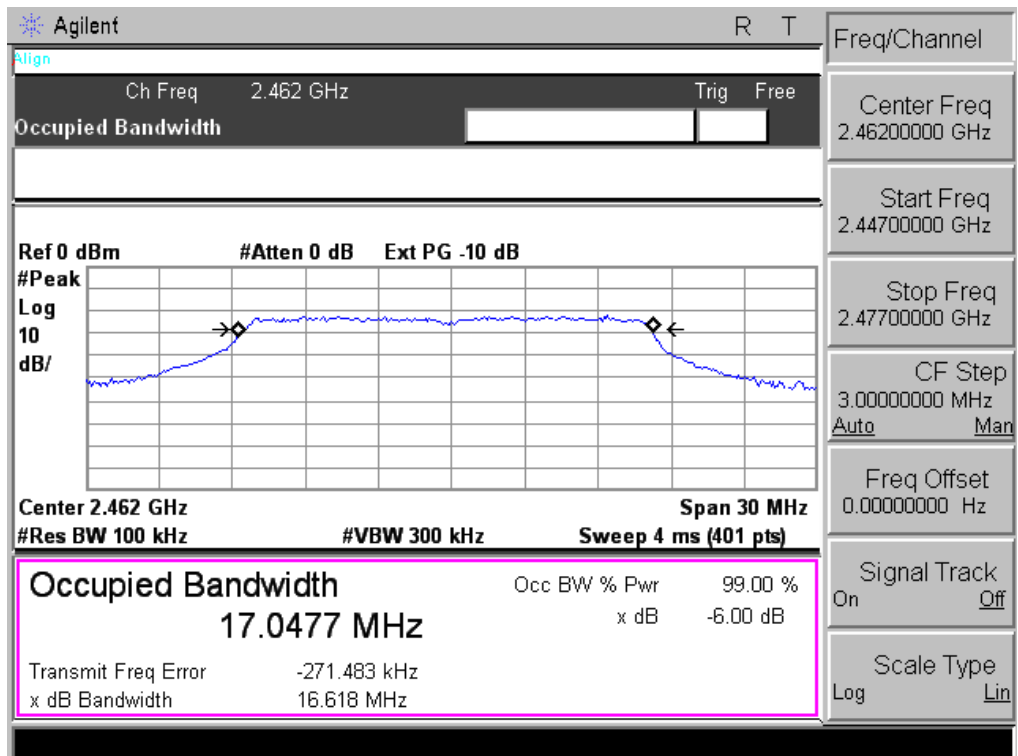 Agilent R T
Align
Ch Freq 2.462 GHz Trig Free
Occupied Bandwidth
Ref 0 dBm #Atten 0 dB Ext PG -10 dB
#Peak
Log
10
dB/
Center 2.462 GHz Span 30 MHz
#Res BW 100 kHz #VBW 300 kHz Sweep 4 ms (401 pts)
Occupied Bandwidth Occ BW % Pwr 99.00 %
17.0477 MHz x dB -6.00 dB
Transmit Freq Error -271.483 kHz
x dB Bandwidth 16.618 MHz
Freq/Channel
Center Freq
2.46200000 GHz
Start Freq
2.44700000 GHz
Stop Freq
2.47700000 GHz
CF Step
3.00000000 MHz
Auto Man
Freq Offset
0.00000000 Hz
Signal Track
On Off
Scale Type
Log Lin